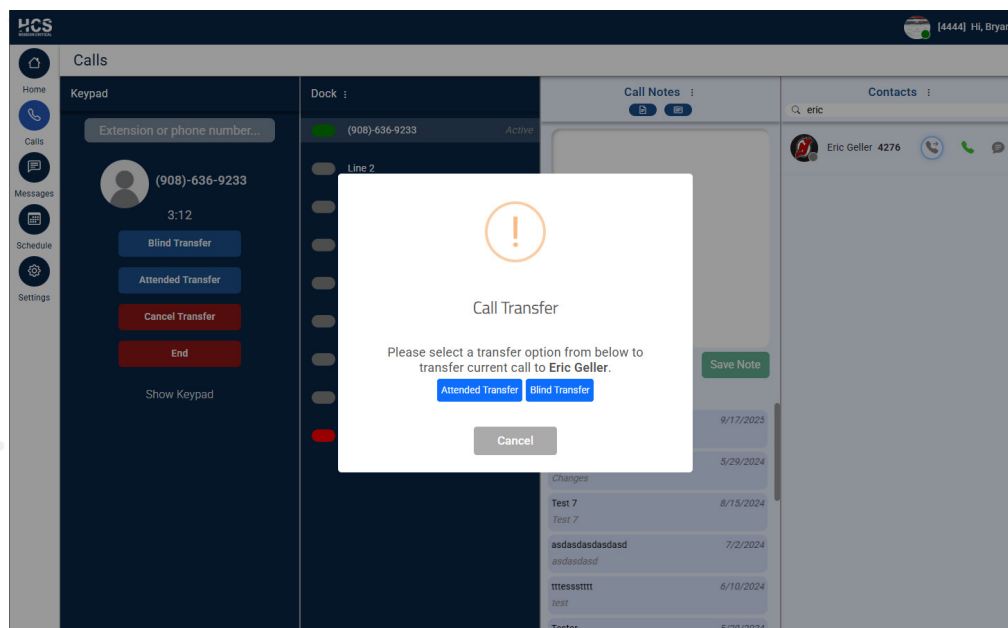 HCS
[4444] Hi, Bryan
Home
Calls
Messages
Schedule
Settings
Calls
Keypad
Extension or phone number...
(908)-636-9233
3:12
Blind Transfer
Attended Transfer
Cancel Transfer
End
Show Keypad
Dock
(908)-636-9233 Active
Line 2
Call Transfer
Please select a transfer option from below to
transfer current call to Eric Geller.
Attended Transfer Blind Transfer
Cancel
Call Notes
Save Note
9/17/2025
5/29/2024
Changes
Test 7 8/15/2024
Test 7
asdasdasdasdasd 7/2/2024
asdasdasd
tttessstttt 6/10/2024
test
Contacts
eric
Eric Geller 4276